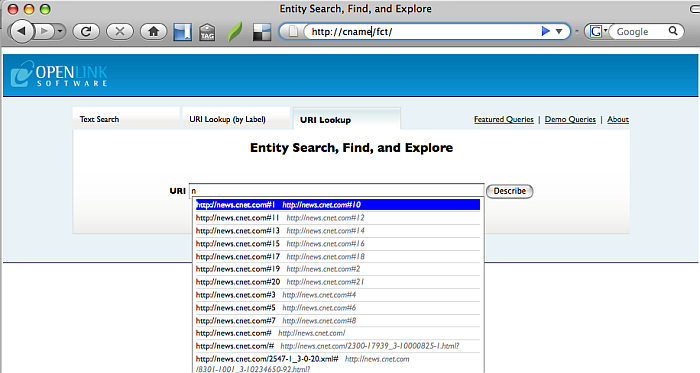 Entity Search, Find, and Explore
TAG http://cname/fct/ G Google
OPENLINK
SOFTWARE
Text Search URI Lookup (by Label) URI Lookup Featured Queries | Demo Queries | About
Entity Search, Find, and Explore
URI n Describe
http://news.cnet.com#1 http://news.cnet.com#10
http://news.cnet.com#11 http://news.cnet.com#12
http://news.cnet.com#13 http://news.cnet.com#14
http://news.cnet.com#15 http://news.cnet.com#16
http://news.cnet.com#17 http://news.cnet.com#18
http://news.cnet.com#19 http://news.cnet.com#2
http://news.cnet.com#20 http://news.cnet.com#21
http://news.cnet.com#3 http://news.cnet.com#4
http://news.cnet.com#5 http://news.cnet.com#6
http://news.cnet.com#7 http://news.cnet.com#8
http://news.cnet.com# http://news.cnet.com/
http://news.cnet.com/# http://news.cnet.com/2300-17939_3-10000825-1.html?
http://news.cnet.com/2547-1_3-0-20.xml# http://news.cnet.com
/8301-1001_3-10234650-92.html?